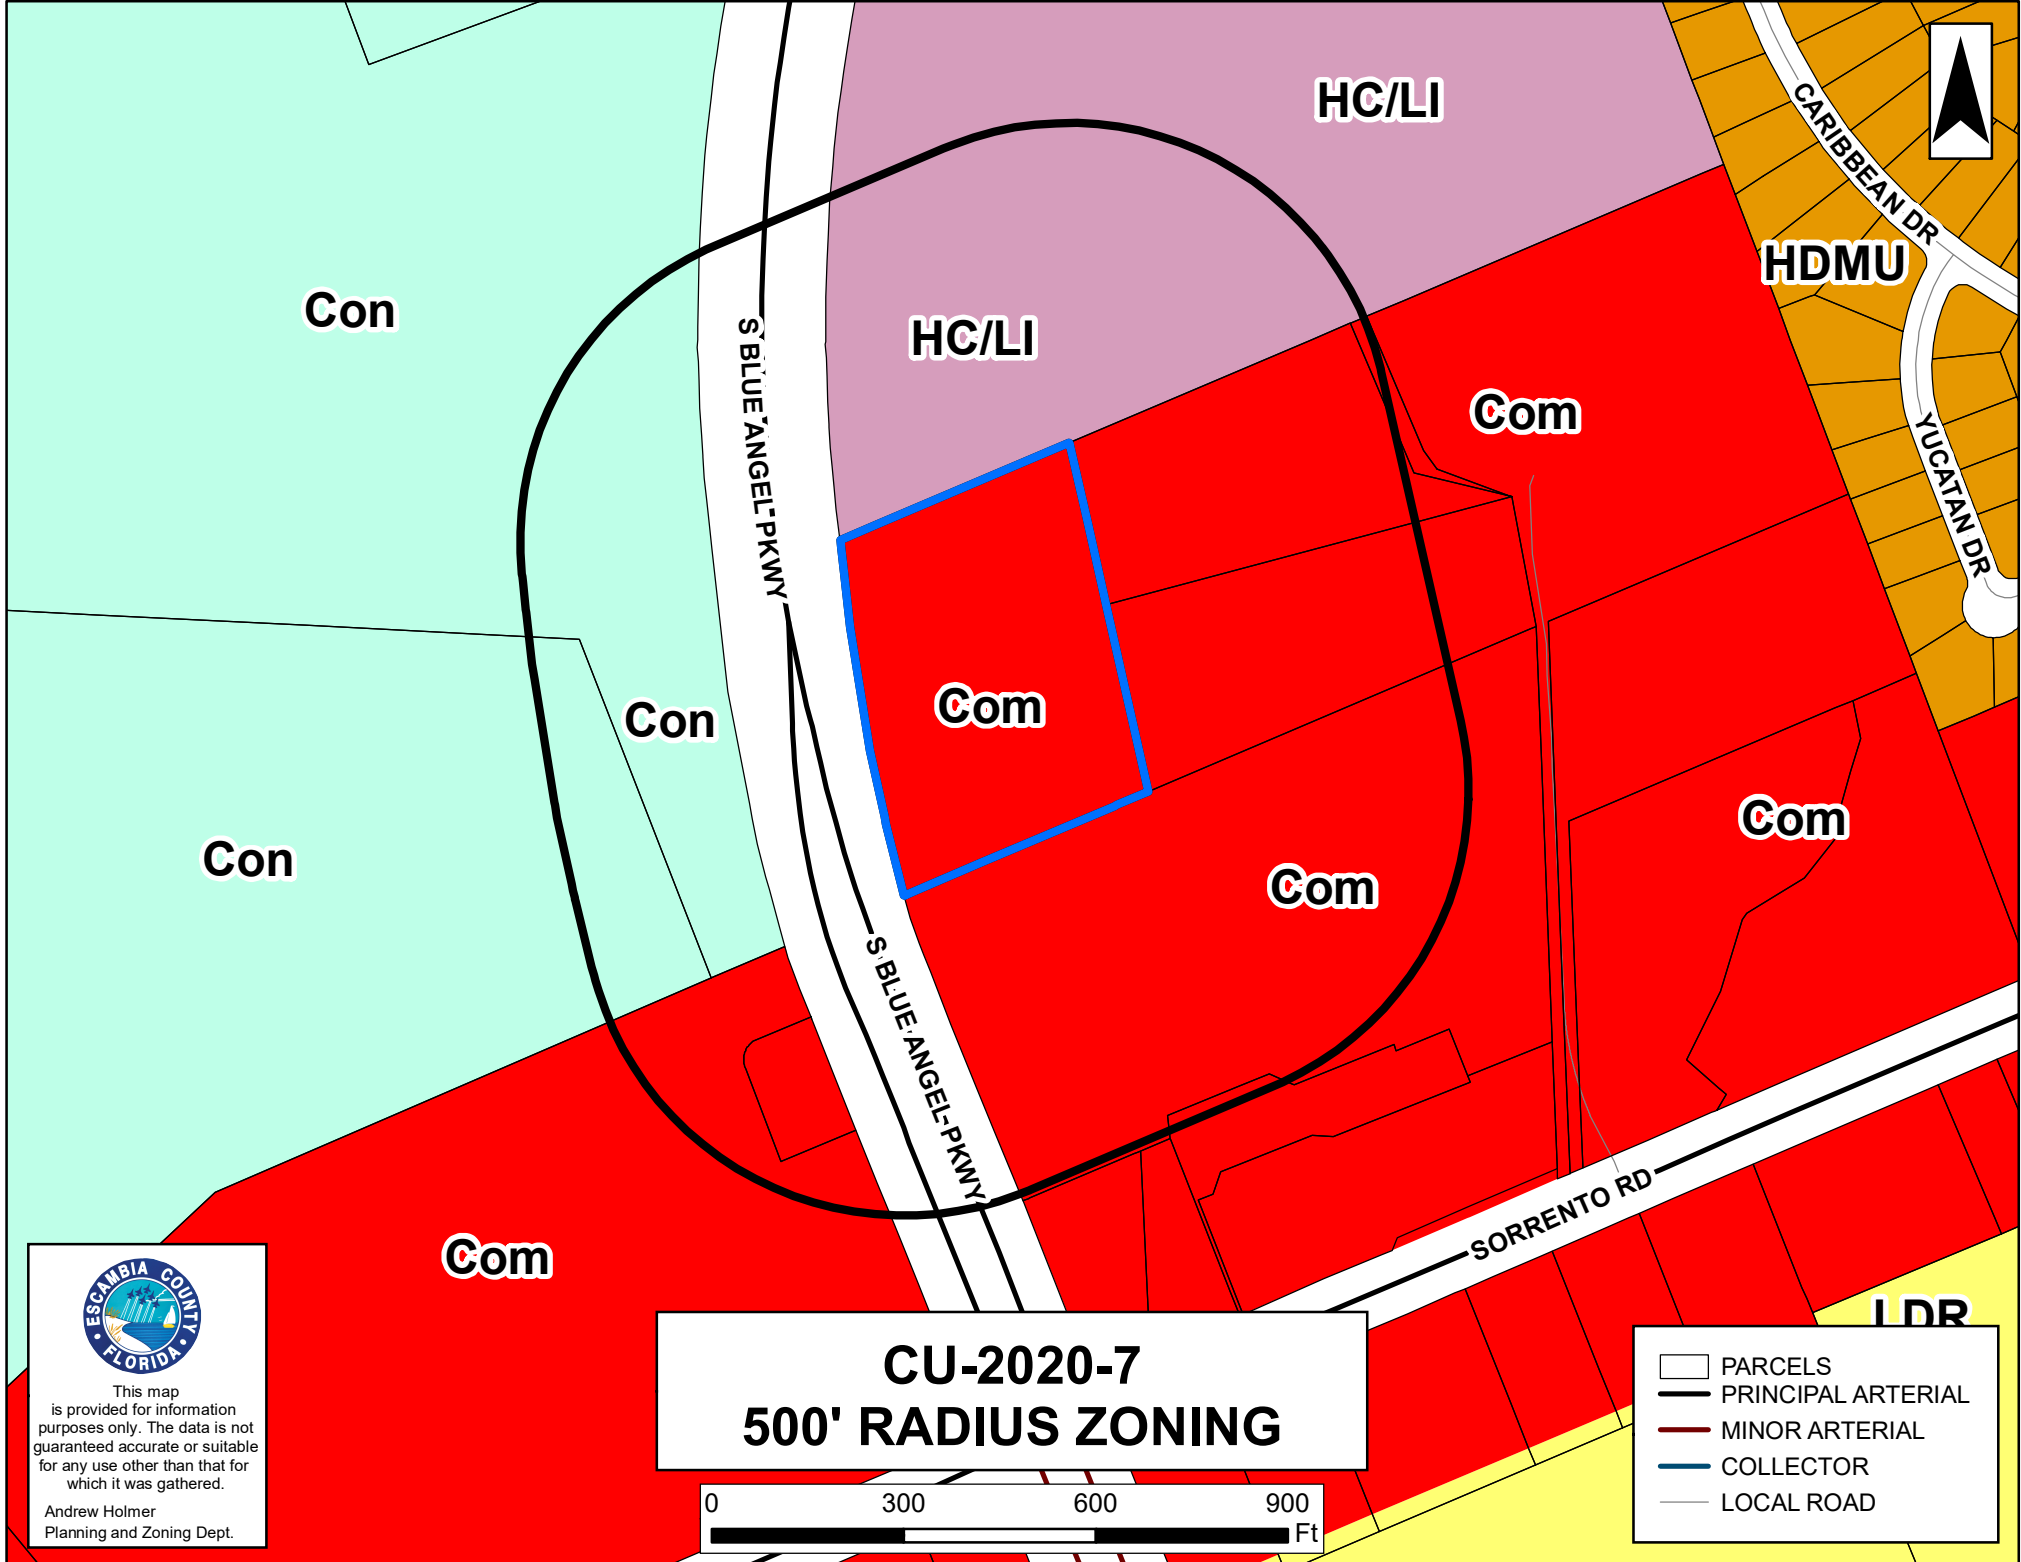 HC/LI
CARIBBEAN DR
HDMU
Con
HC/LI
S BLUE ANGEL PKWY
Com
YUCATAN DR
Con
Com
Com
Con
Com
S BLUE ANGEL PKWY
SORRENTO RD
Com
LDR
ESCAMBIA COUNTY
FLORIDA
This map
is provided for information
purposes only. The data is not
guaranteed accurate or suitable
for any use other than that for
which it was gathered.
Andrew Holmer
Planning and Zoning Dept.
CU-2020-7
500' RADIUS ZONING
0 300 600 900
Ft
PARCELS
PRINCIPAL ARTERIAL
MINOR ARTERIAL
COLLECTOR
LOCAL ROAD